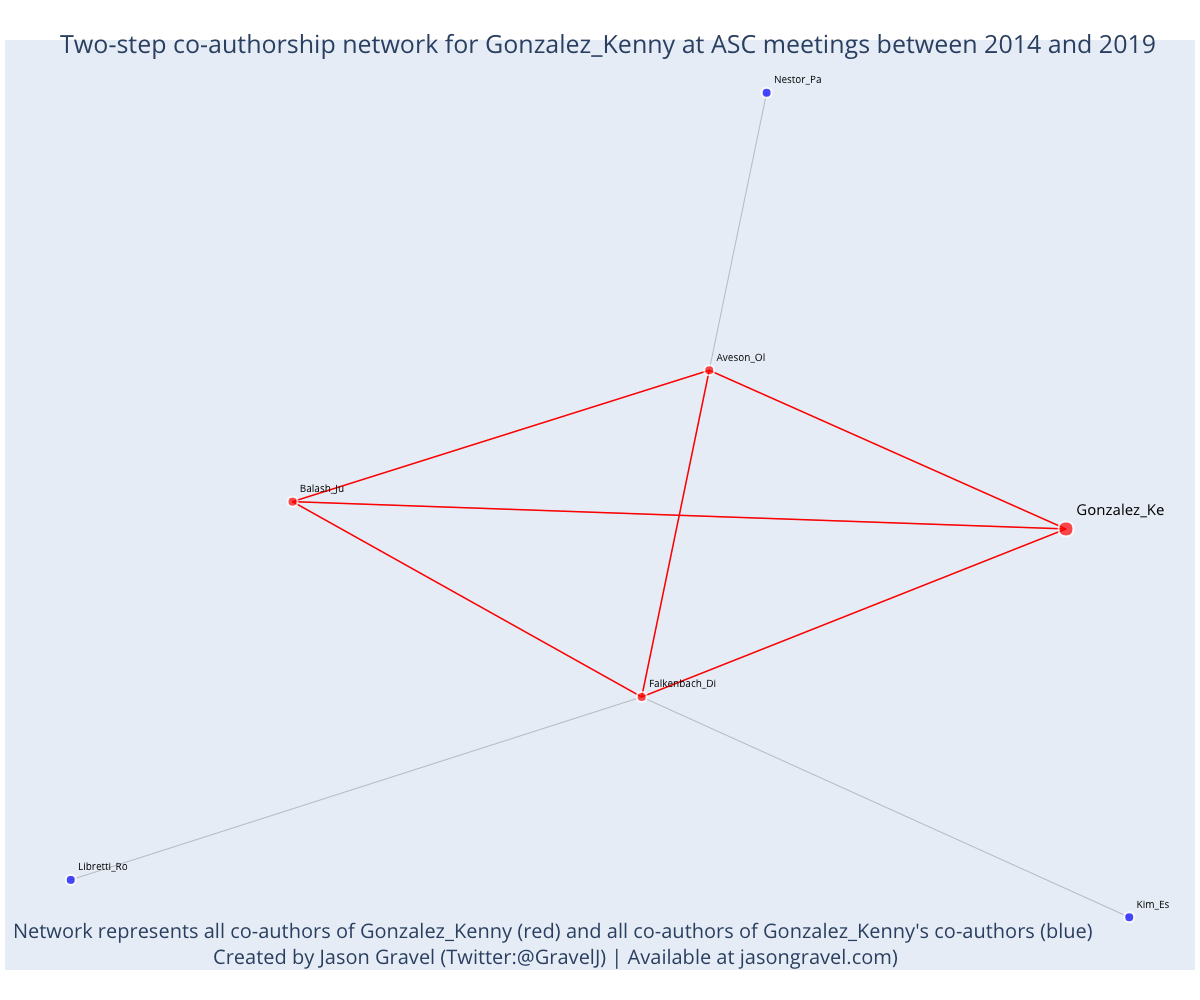 Two-step co-authorship network for Gonzalez_Kenny at ASC meetings between 2014 and 2019
Nestor_Pa
Aveson_Ol
Balash_Ju
Gonzalez_Ke
Falkenbach_Di
Libretti_Ro
Kim_Es
Network represents all co-authors of Gonzalez_Kenny (red) and all co-authors of Gonzalez_Kenny's co-authors (blue)
Created by Jason Gravel (Twitter:@GravelJ) | Available at jasongravel.com)